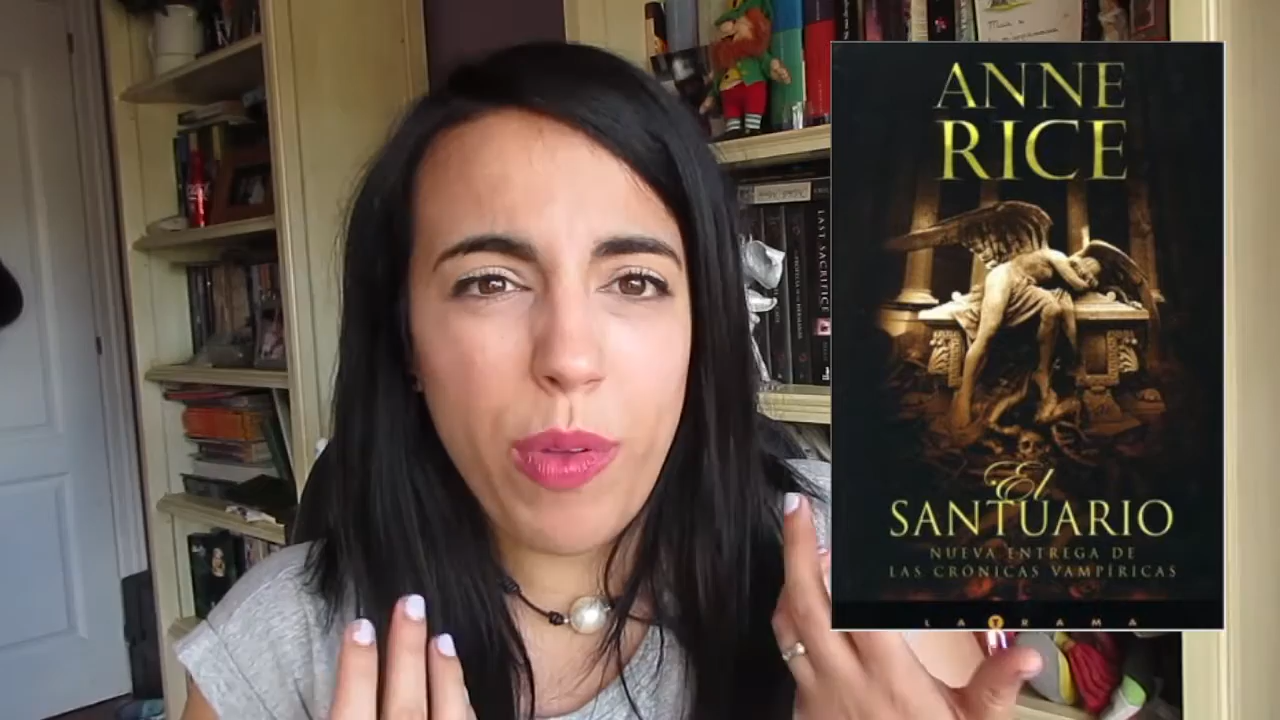 ANNE
RICE
El
SANTUARIO
NUEVA ENTREGA DE
LAS CRÓNICAS VAMPÍRICAS
LA TRAMA
LAST SACRIFICE